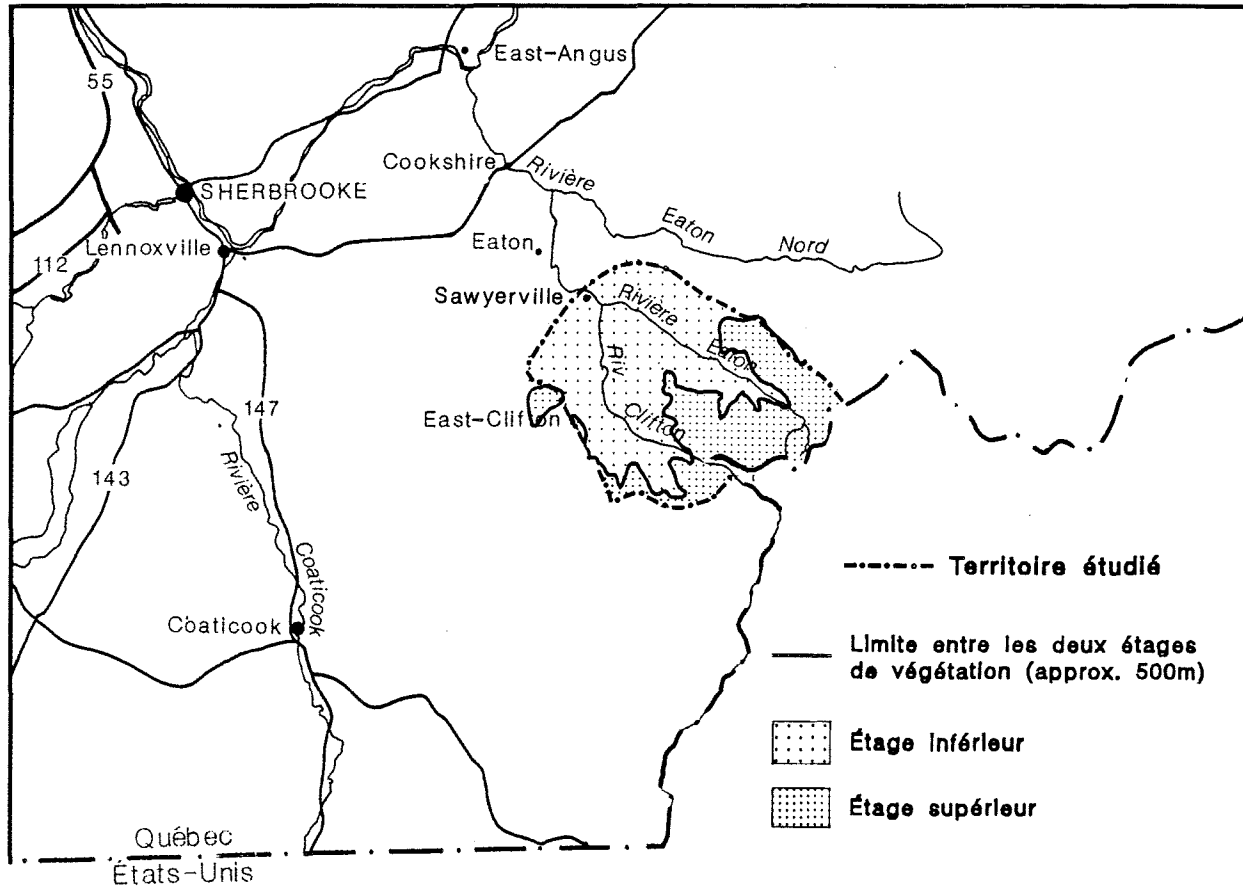 East-Angus
55
Cookshire
Rivière
SHERBROOKE
Eaton
Nord
Lennoxville
Eaton
112
Sawyerville
Rivière
Eaton
Riv
Clifton
East-Clifton
147
143
Rivière
Coaticook
Coaticook
Territoire étudié
Limite entre les deux étages
de végétation (approx. 500m)
Étage inférieur
Étage supérieur
Québec
États-Unis